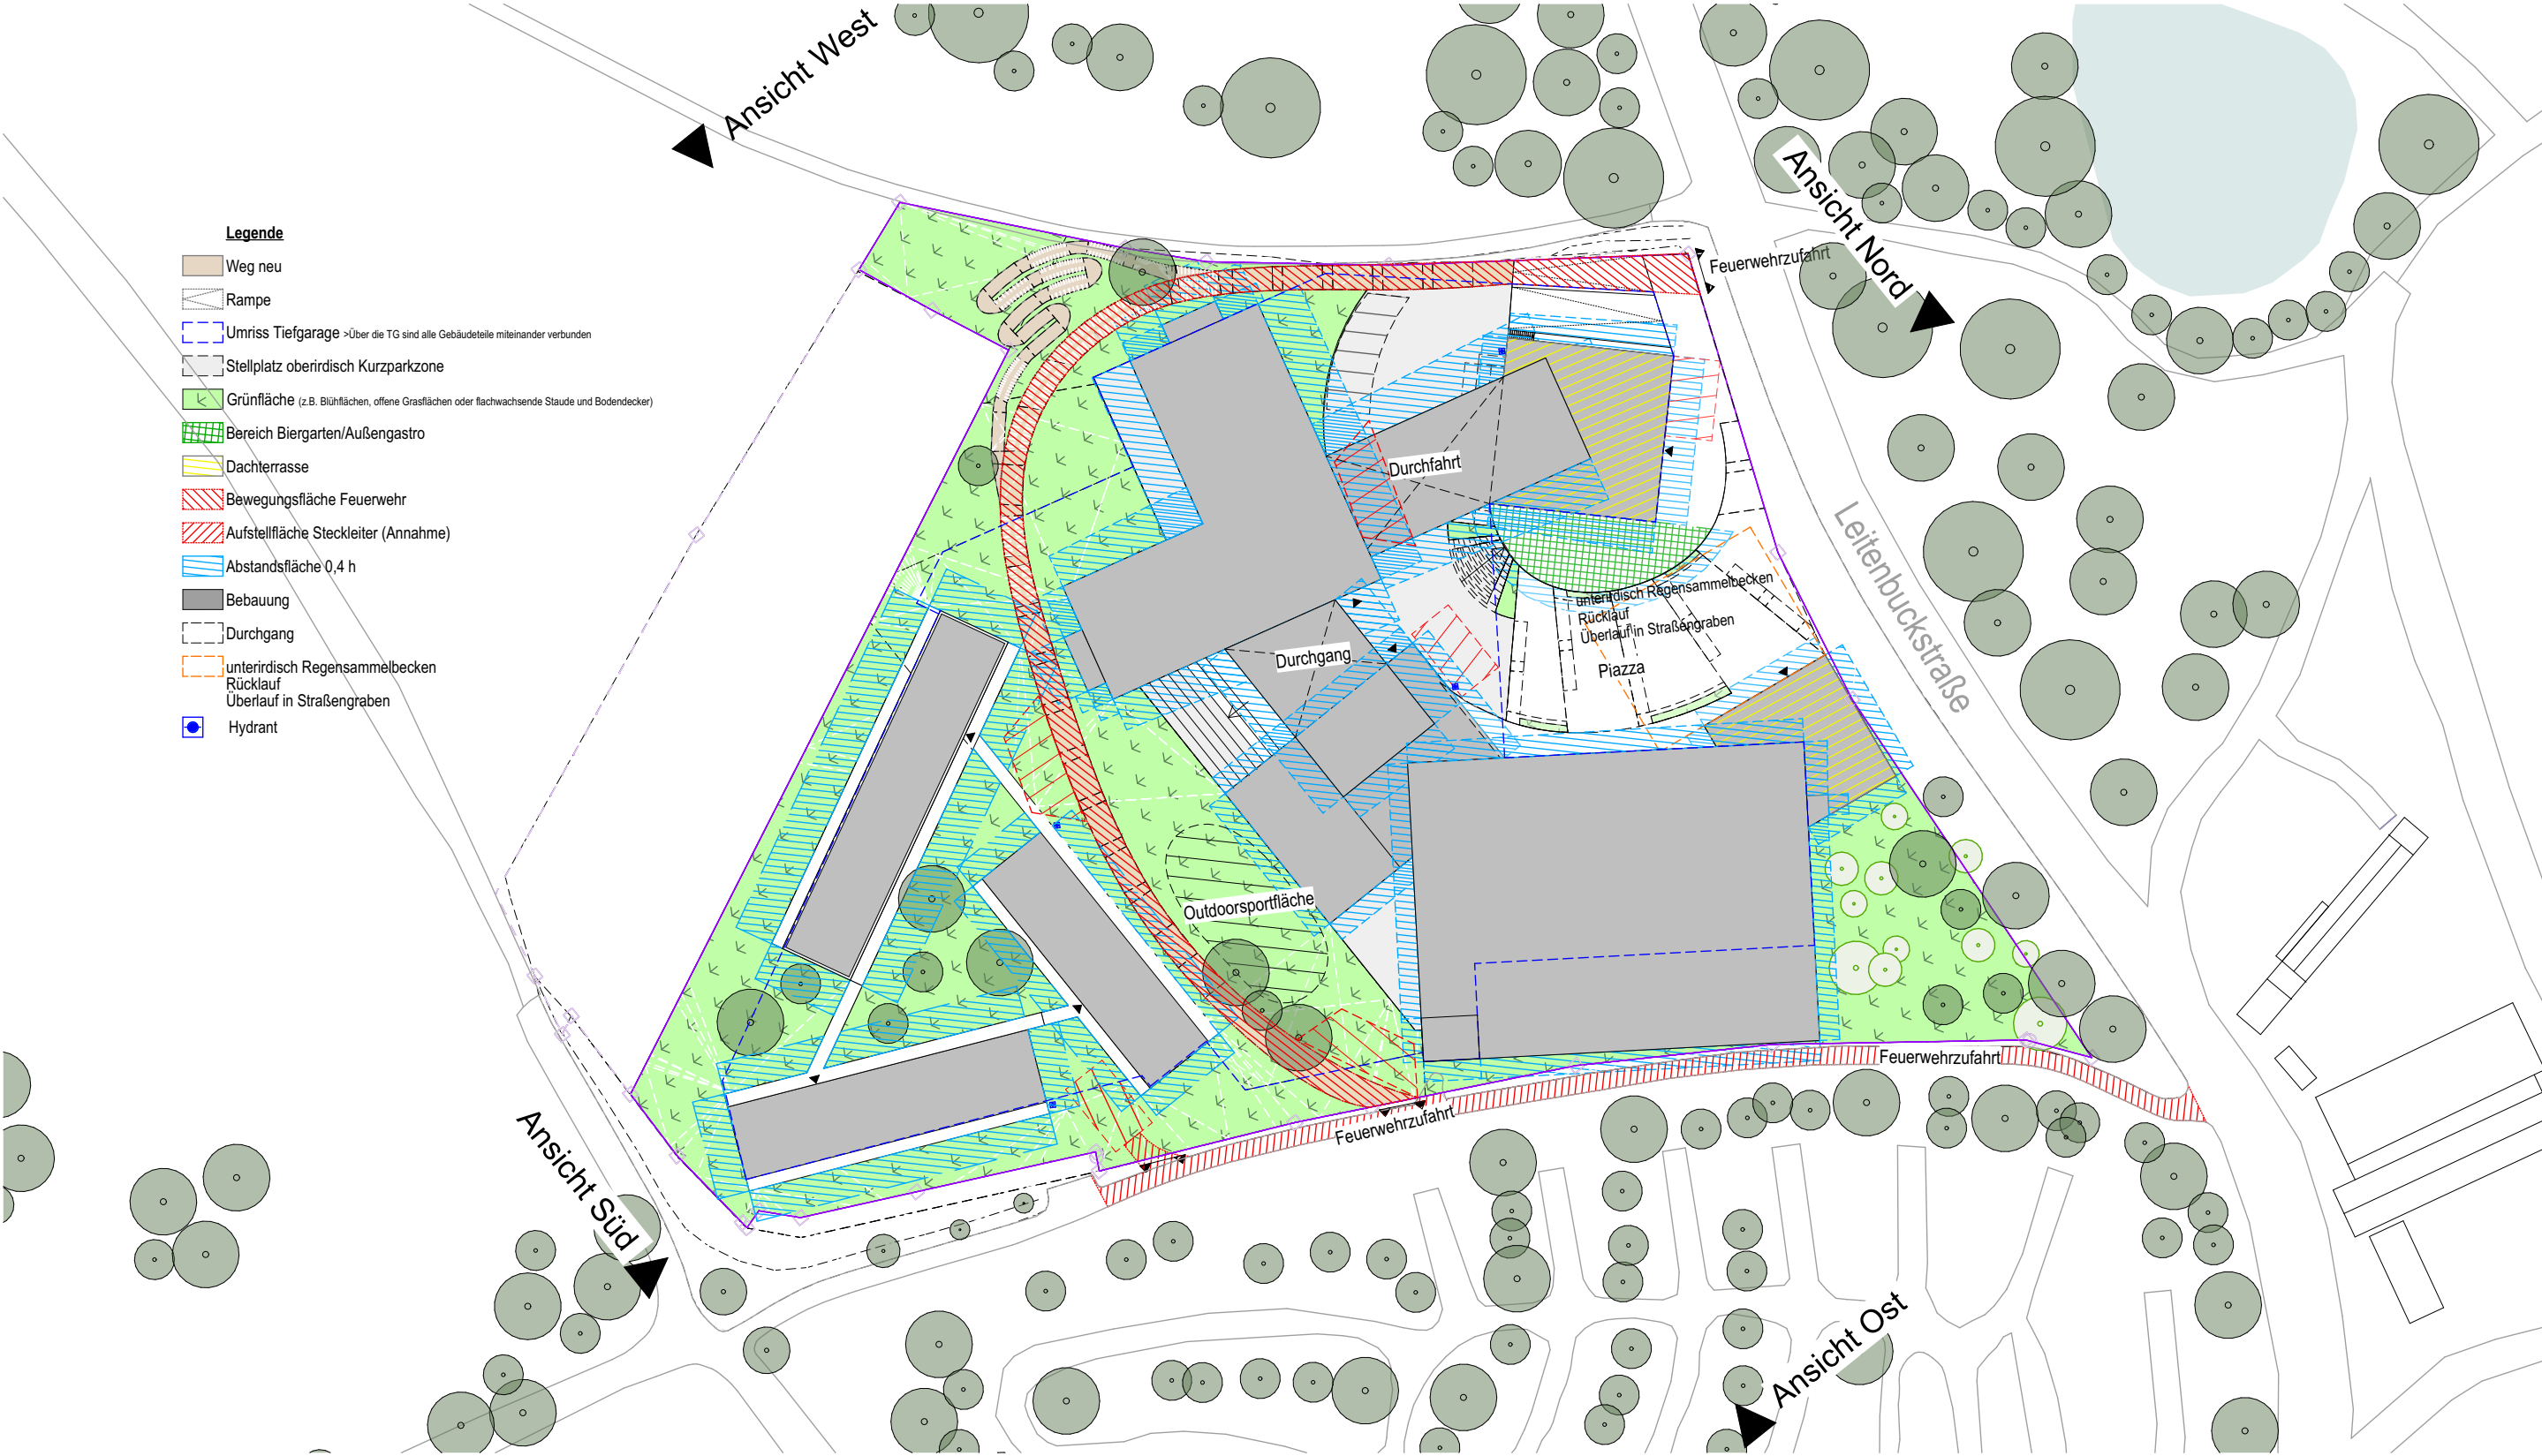 Ansicht West
Ansicht Nord
Legende
Weg neu
Rampe
Umriss Tiefgarage >Über die TG sind alle Gebäudeteile miteinander verbunden
Stellplatz oberirdisch Kurzparkzone
Grünfläche (z.B. Blühflächen, offene Grasflächen oder flachwachsende Staude und Bodendecker)
Bereich Biergarten/Außengastro
Dachterrasse
Bewegungsfläche Feuerwehr
Aufstellfläche Steckleiter (Annahme)
Abstandsfläche 0,4 h
Bebauung
Durchgang
unterirdisch Regensammelbecken
Rücklauf
Überlauf in Straßengraben
Hydrant
Feuerwehrzufahrt
Durchfahrt
Leitenbuckstraße
unterirdisch Regensammelbecken
Rücklauf
Überlauf in Straßengraben
Durchgang
Piazza
Outdoorsportfläche
Feuerwehrzufahrt
Feuerwehrzufahrt
Ansicht Süd
Ansicht Ost